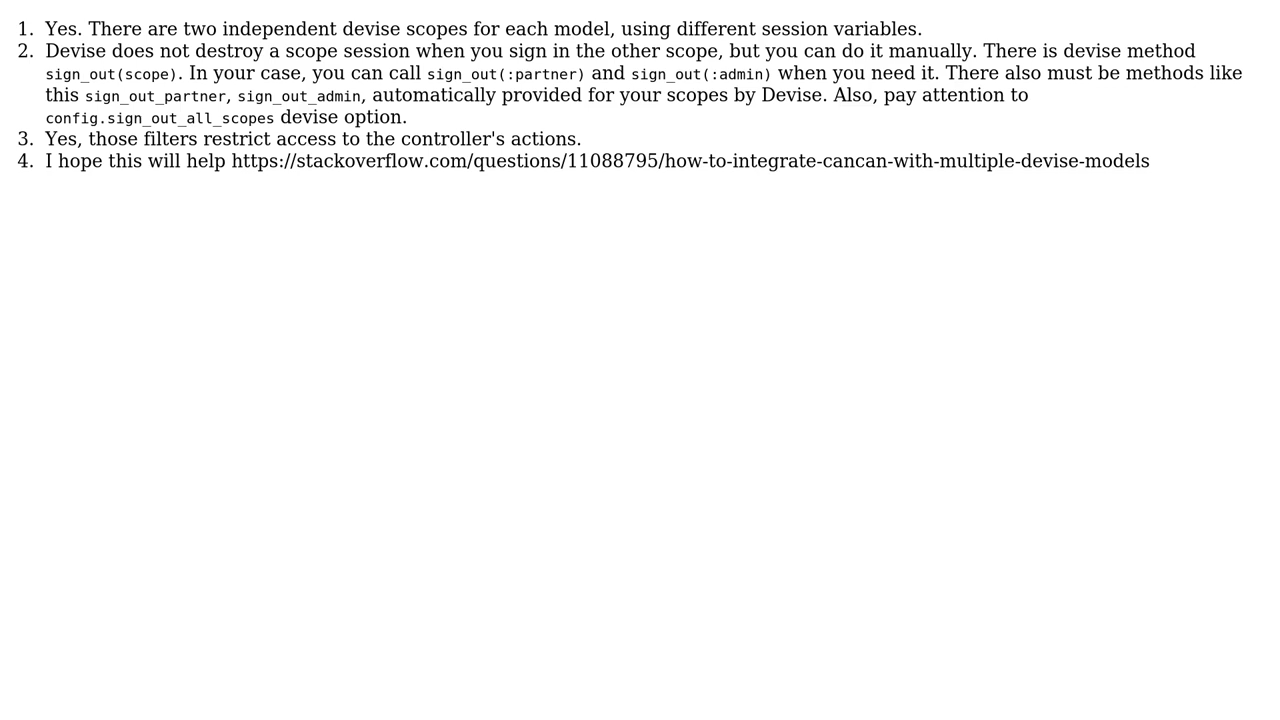 1. Yes. There are two independent devise scopes for each model, using different session variables.
2. Devise does not destroy a scope session when you sign in the other scope, but you can do it manually. There is devise method
sign_out(scope). In your case, you can call sign_out(:partner) and sign_out(:admin) when you need it. There also must be methods like
this sign_out_partner, sign_out_admin, automatically provided for your scopes by Devise. Also, pay attention to
config.sign_out_all_scopes devise option.
3. Yes, those filters restrict access to the controller's actions.
4. I hope this will help https://stackoverflow.com/questions/11088795/how-to-integrate-cancan-with-multiple-devise-models